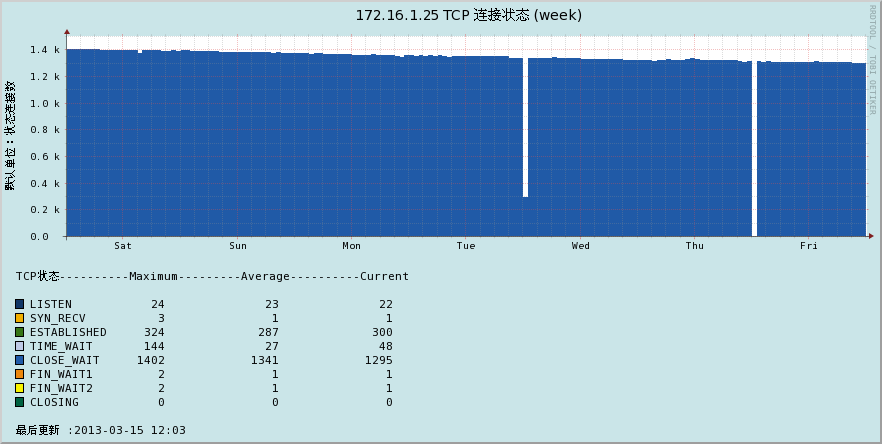 172.16.1.25 TCP 连接状态 (week)
RRDTOOL / TOBI OETIKER
默认单位：状态连接数
1.4 k
1.2 k
1.0 k
0.8 k
0.6 k
0.4 k
0.2 k
0.0
Sat Sun Mon Tue Wed Thu Fri
TCP状态----------Maximum---------Average----------Current
LISTEN 24 23 22
SYN_RECV 3 1 1
ESTABLISHED 324 287 300
TIME_WAIT 144 27 48
CLOSE_WAIT 1402 1341 1295
FIN_WAIT1 2 1 1
FIN_WAIT2 2 1 1
CLOSING 0 0 0
最后更新 :2013-03-15 12:03